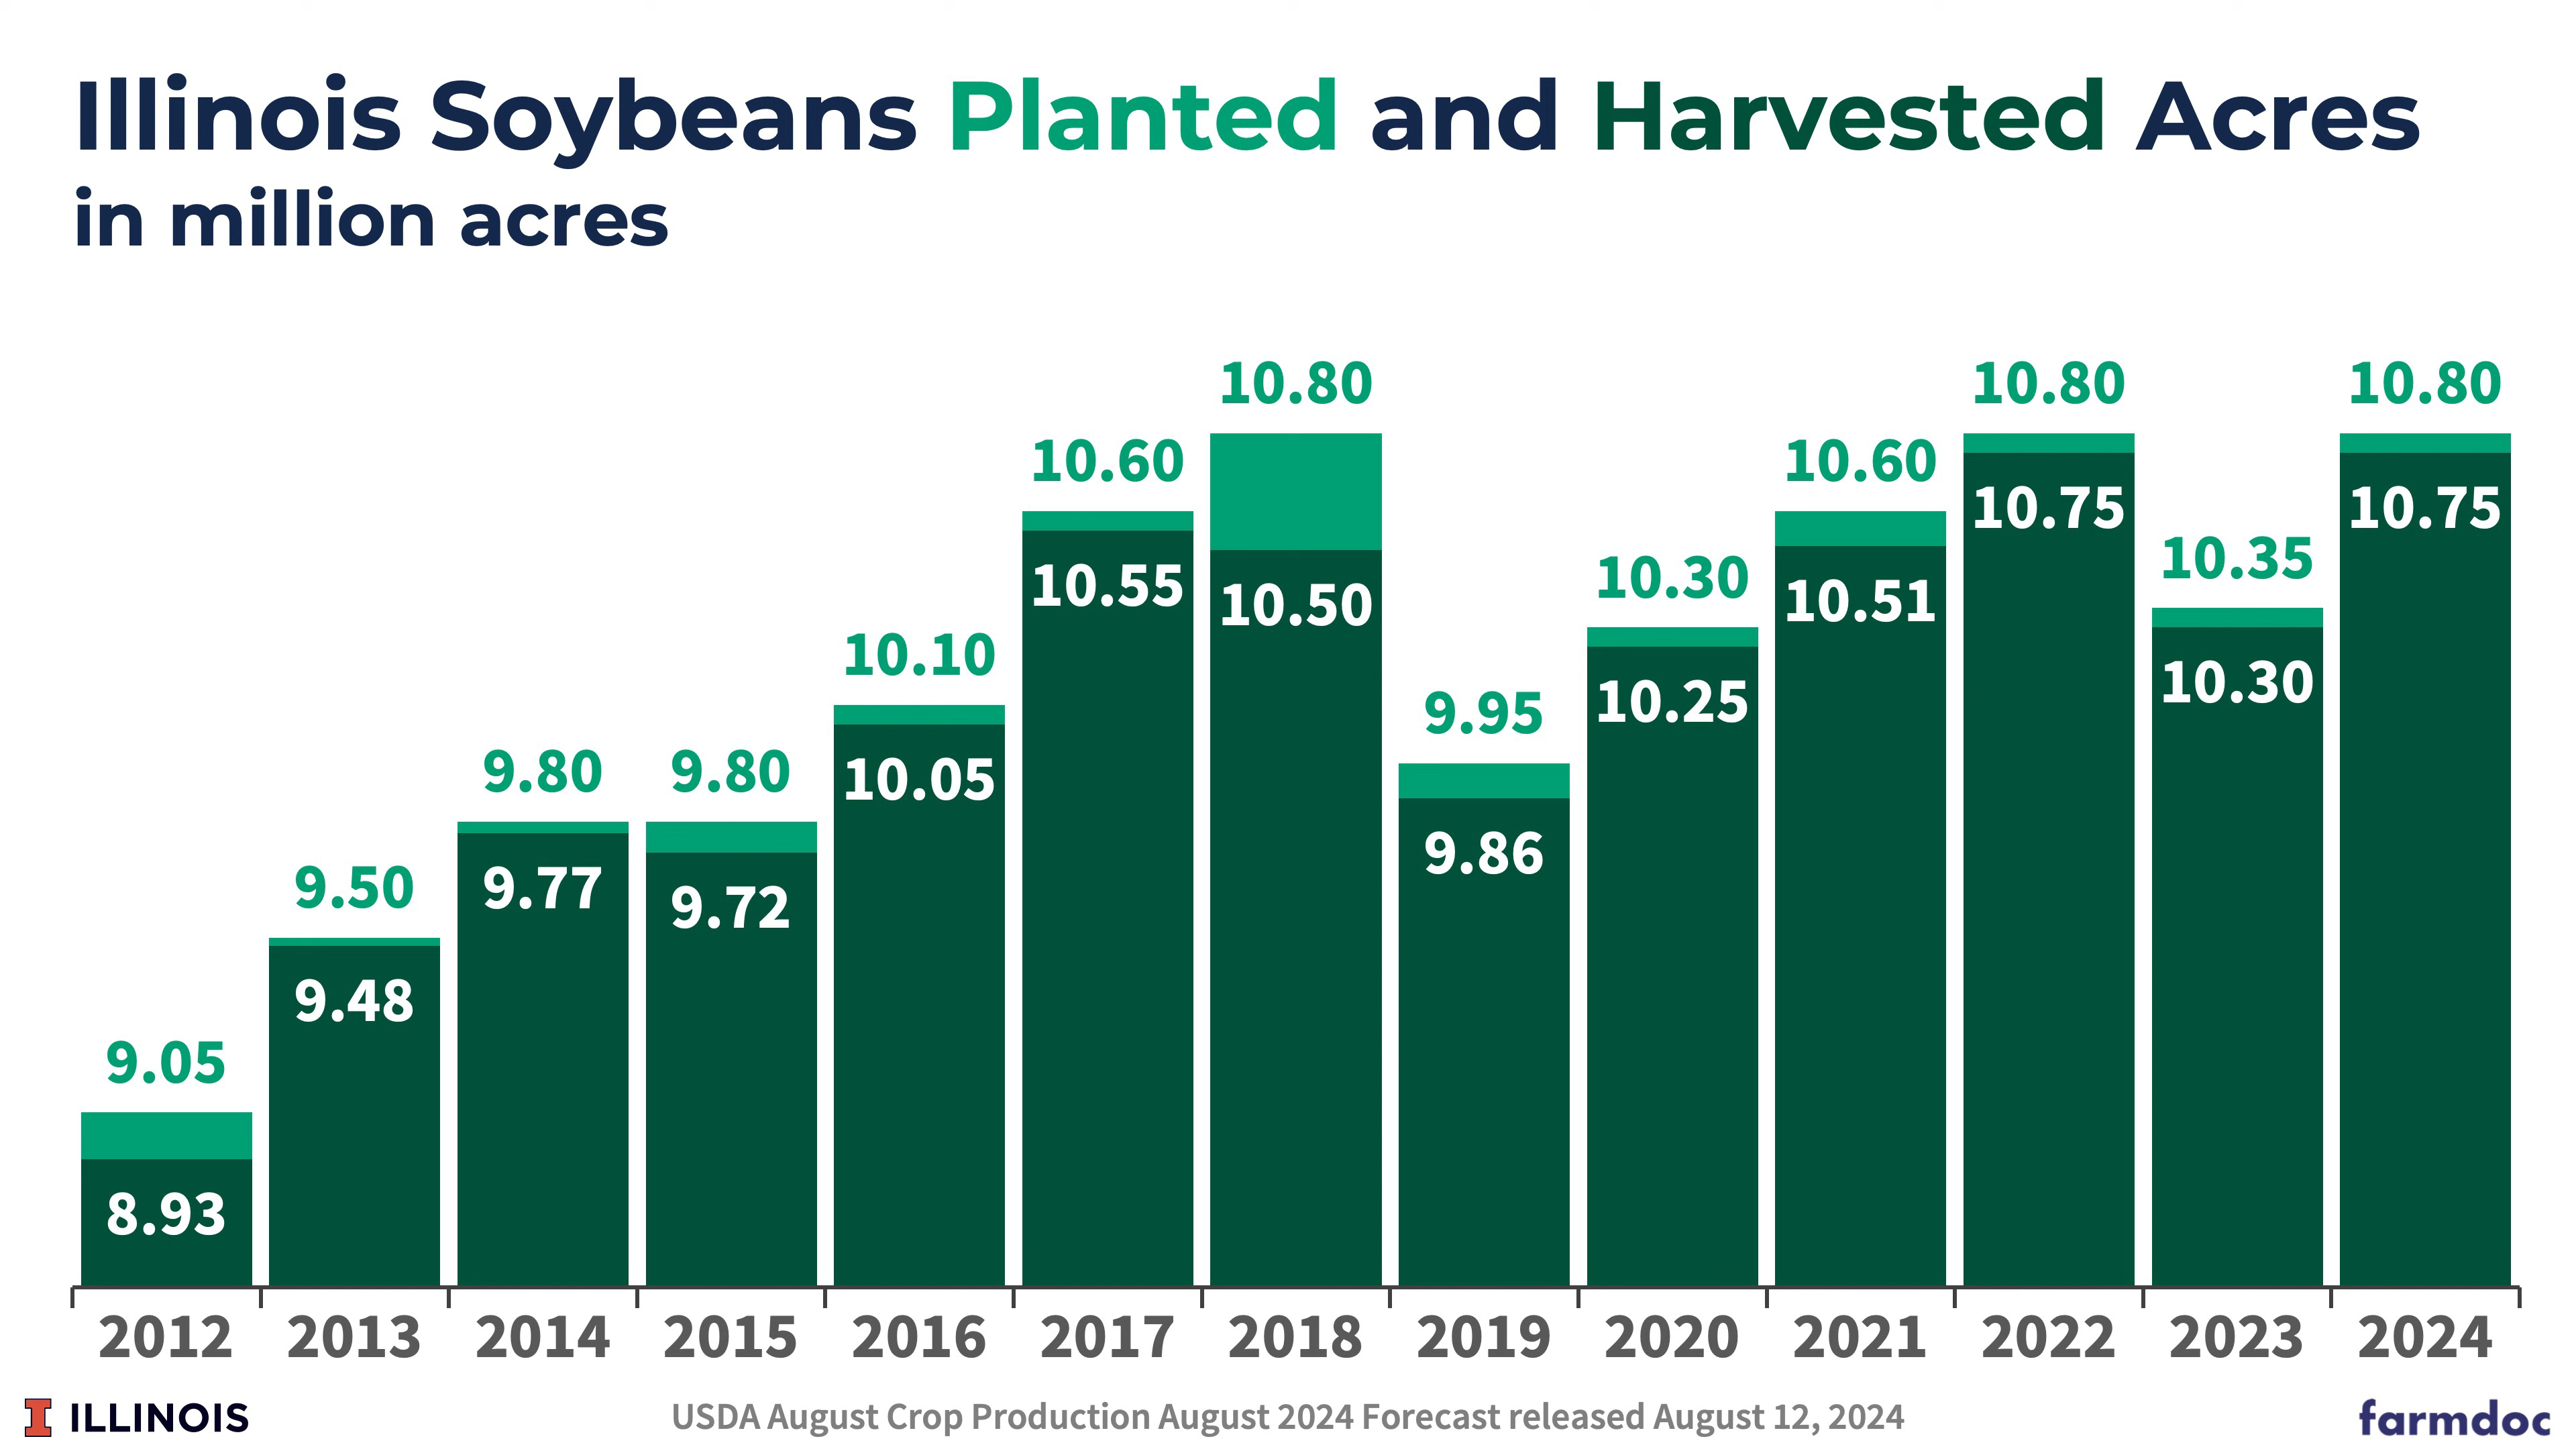 Illinois Soybeans Planted and Harvested Acres
in million acres
10.80 10.80 10.80
10.60 10.60
10.75 10.75
10.35
10.55 10.50 10.30 10.51
10.10
10.30
9.95 10.25
9.80 9.80 10.05
9.86
9.50 9.77 9.72
9.48
9.05
8.93
2012 2013 2014 2015 2016 2017 2018 2019 2020 2021 2022 2023 2024
I ILLINOIS USDA August Crop Production August 2024 Forecast released August 12, 2024 farmdoc